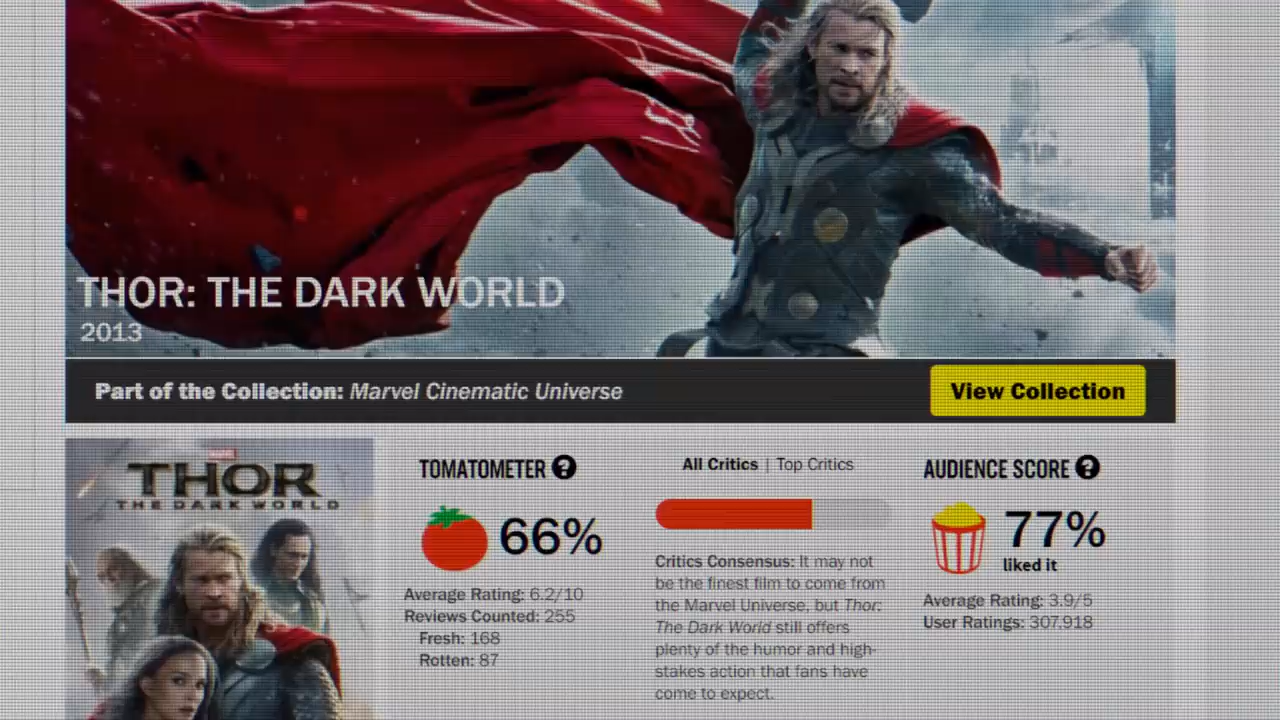 THOR: THE DARK WORLD
2013
Part of the Collection: Marvel Cinematic Universe
View Collection
MARVEL
THOR
THE DARK WORLD
TOMATOMETER ?
66%
Average Rating: 6.2/10
Reviews Counted: 255
Fresh: 168
Rotten: 87
All Critics | Top Critics
Critics Consensus: It may not
be the finest film to come from
the Marvel Universe, but Thor:
The Dark World still offers
plenty of the humor and high-
stakes action that fans have
come to expect.
AUDIENCE SCORE ?
77%
liked it
Average Rating: 3.9/5
User Ratings: 307,918